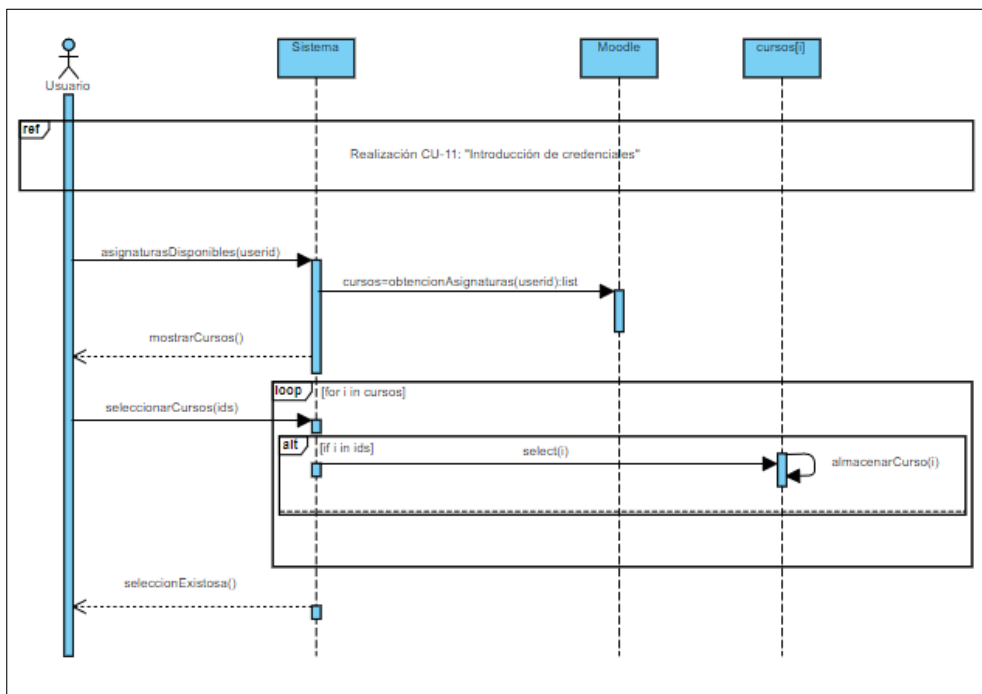 Sistema
Moodle
cursos[i]
Usuario
ref
Realización CU-11: "Introducción de credenciales"
asignaturasDisponibles(userid)
cursos=obtencionAsignaturas(userid):list
mostrarCursos()
loop
[for i in cursos]
seleccionarCursos(ids)
alt
[if i in ids]
select(i)
almacenarCurso(i)
seleccionExistosa()